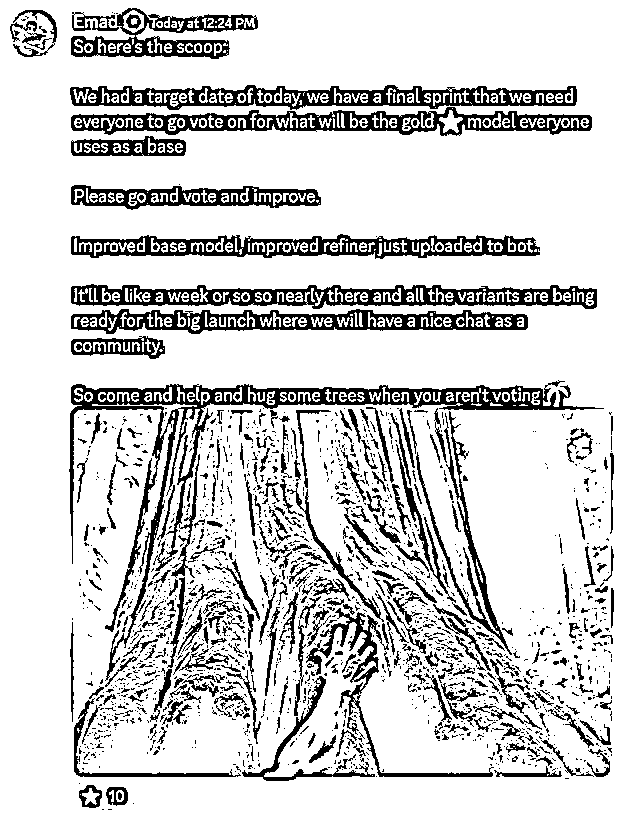 Emad Today at 12:24 PM
So here's the scoop:
We had a target date of today, we have a final sprint that we need
everyone to go vote on for what will be the gold ⭐ model everyone
uses as a base
Please go and vote and improve.
Improved base model, improved refiner just uploaded to bot.
It'll be like a week or so so nearly there and all the variants are being
ready for the big launch where we will have a nice chat as a
community.
So come and help and hug some trees when you aren't voting 🌴
⭐ 10